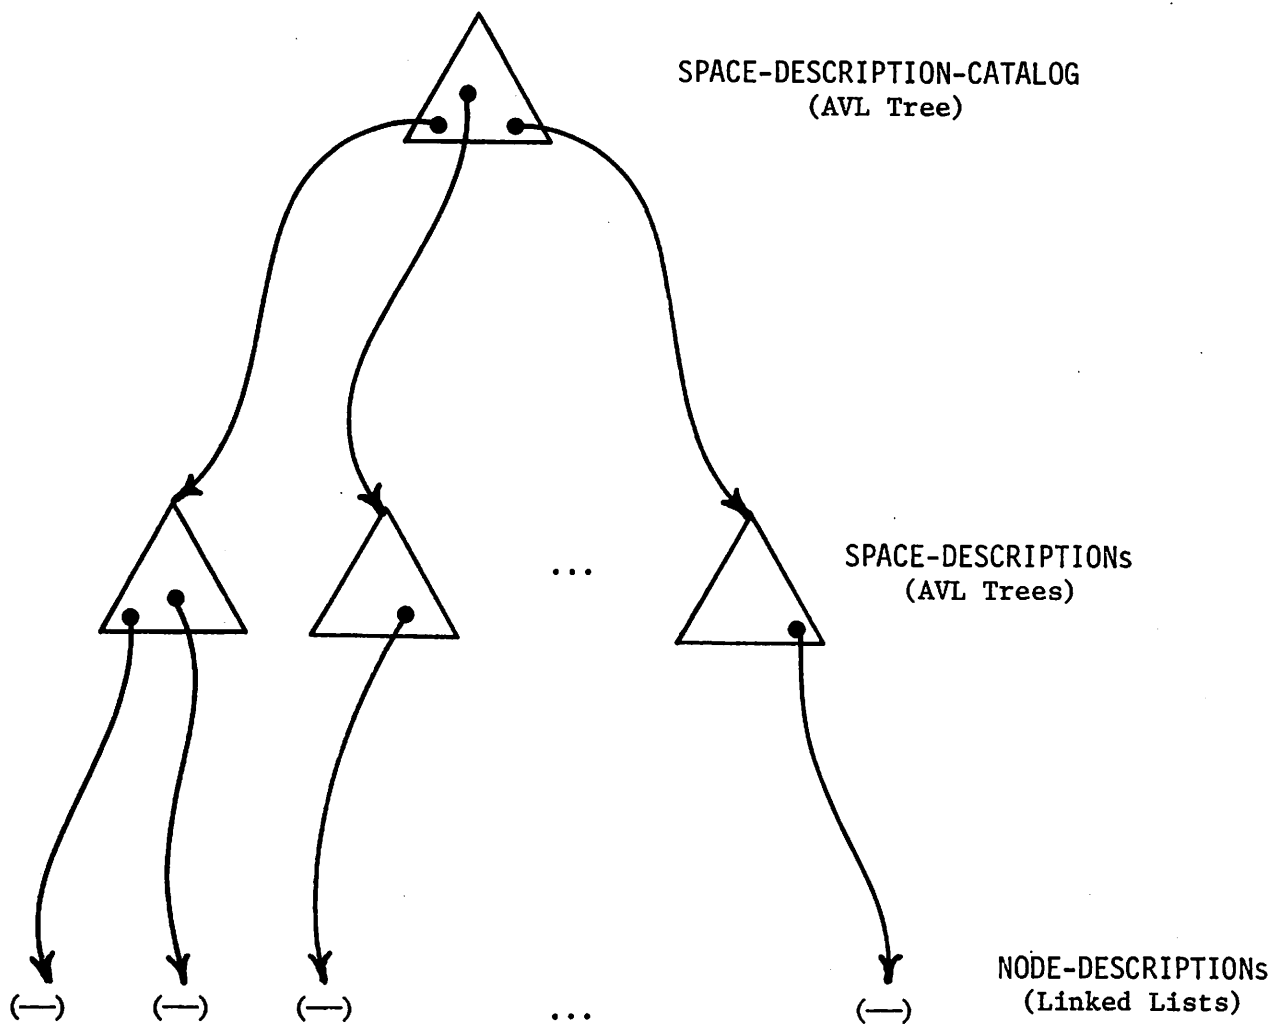 SPACE-DESCRIPTION-CATALOG
(AVL Tree)
SPACE-DESCRIPTIONs
(AVL Trees)
...
NODE-DESCRIPTIONs
(Linked Lists)
(—) (—) (—) ... (—)